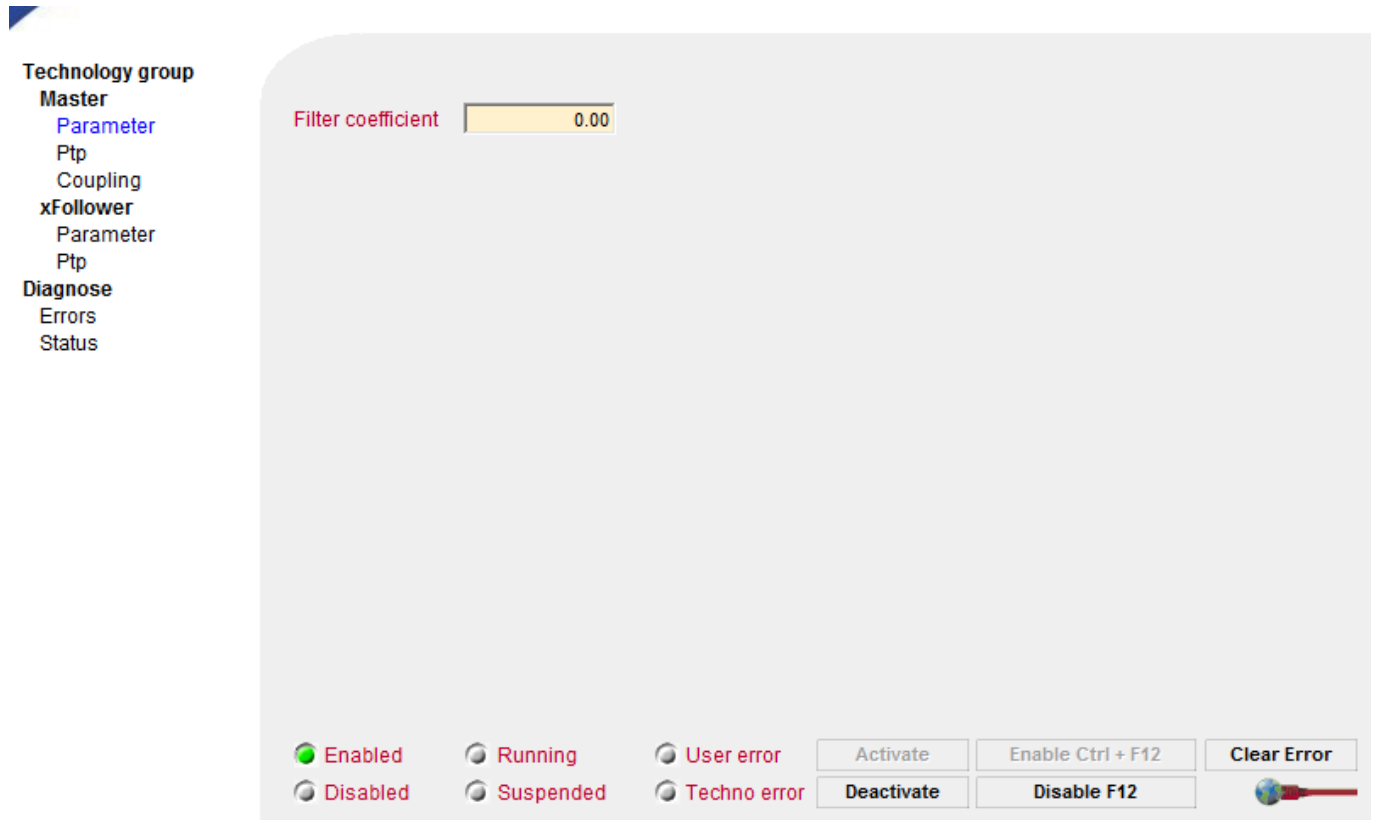 Technology group
Master
Parameter
Ptp
Coupling
xFollower
Parameter
Ptp
Diagnose
Errors
Status
Filter coefficient 0.00
Enabled Running User error Activate Enable Ctrl + F12 Clear Error
Disabled Suspended Techno error Deactivate Disable F12